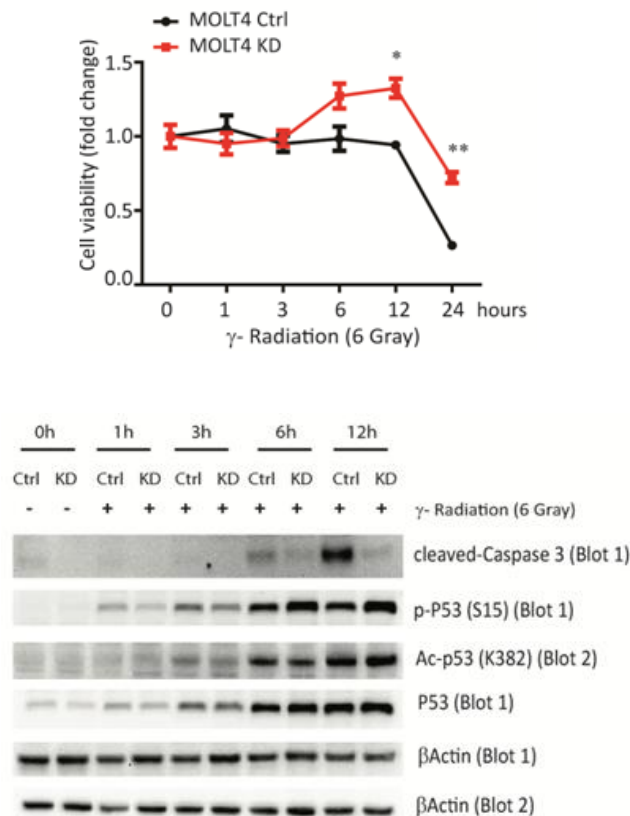 MOLT4 Ctrl
MOLT4 KD
Cell viability (fold change)
1.5
1.0
0.5
0.0
*
**
0 1 3 6 12 24 hours
γ- Radiation (6 Gray)
0h 1h 3h 6h 12h
Ctrl KD Ctrl KD Ctrl KD Ctrl KD Ctrl KD
- - + + + + + + + + γ- Radiation (6 Gray)
cleaved-Caspase 3 (Blot 1)
p-P53 (S15) (Blot 1)
Ac-p53 (K382) (Blot 2)
P53 (Blot 1)
βActin (Blot 1)
βActin (Blot 2)